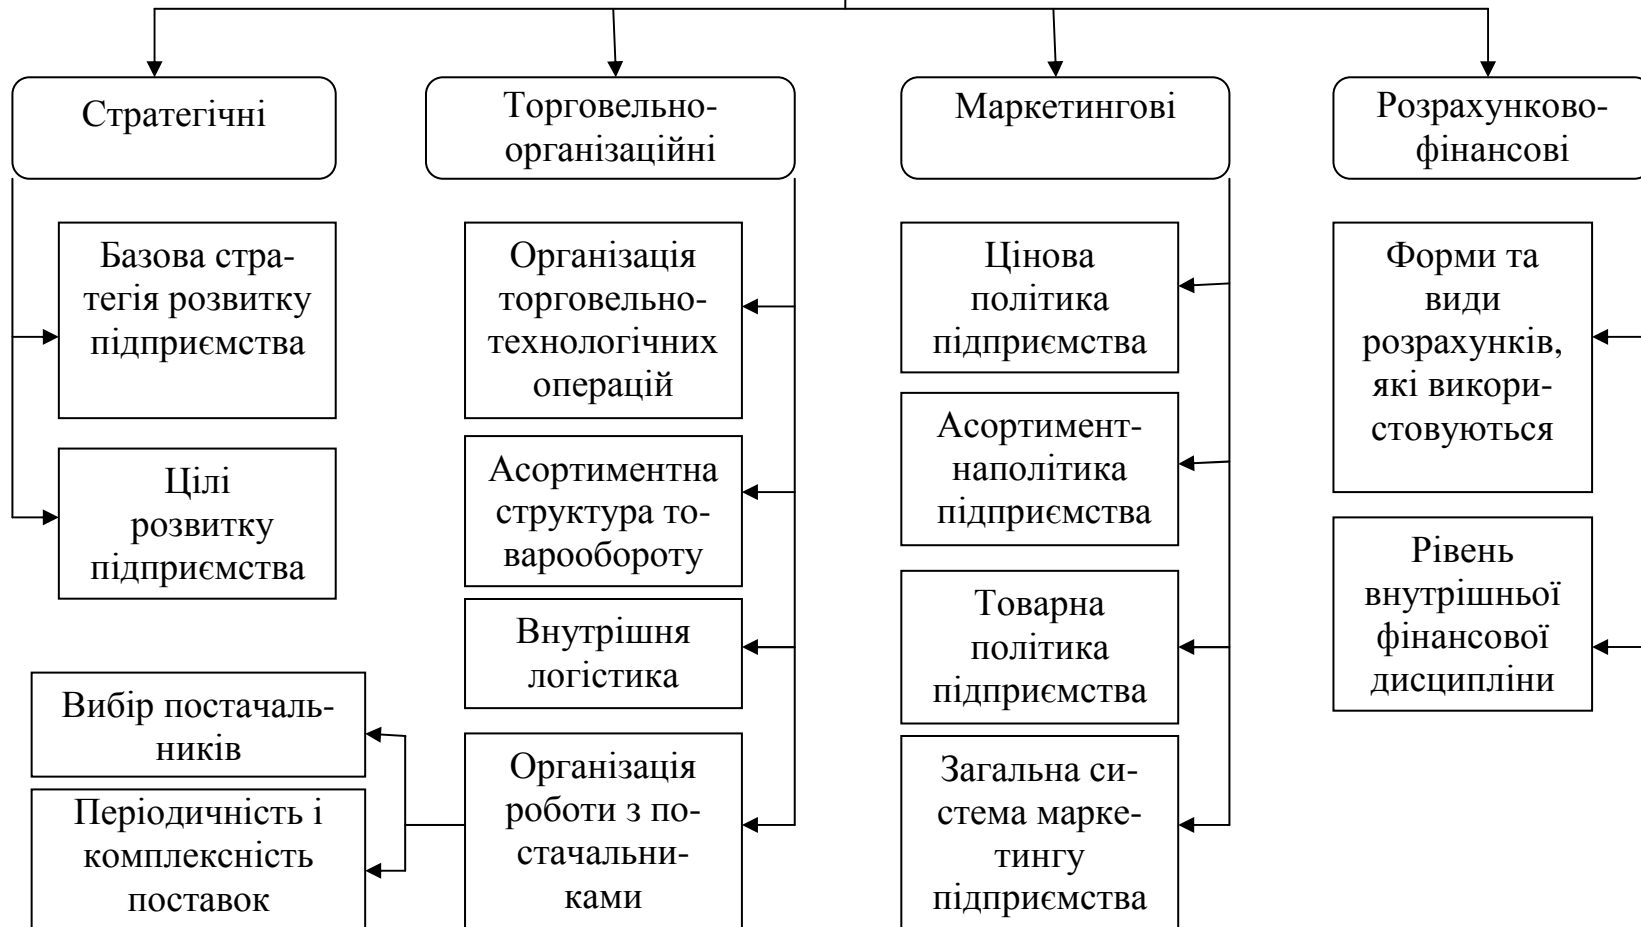 Стратегічні
Торговельно-
організаційні
Маркетингові
Розрахунково-
фінансові
Базова стра-
тегія розвитку
підприємства
Цілі
розвитку
підприємства
Організація
торговельно-
технологічних
операцій
Асортиментна
структура то-
варообороту
Внутрішня
логістика
Організація
роботи з по-
стачальни-
ками
Вибір постачаль-
ників
Періодичність і
комплексність
поставок
Цінова
політика
підприємства
Асортимент-
наполітика
підприємства
Товарна
політика
підприємства
Загальна си-
стема марке-
тингу
підприємства
Форми та
види
розрахунків,
які викори-
стовуються
Рівень
внутрішньої
фінансової
дисципліни